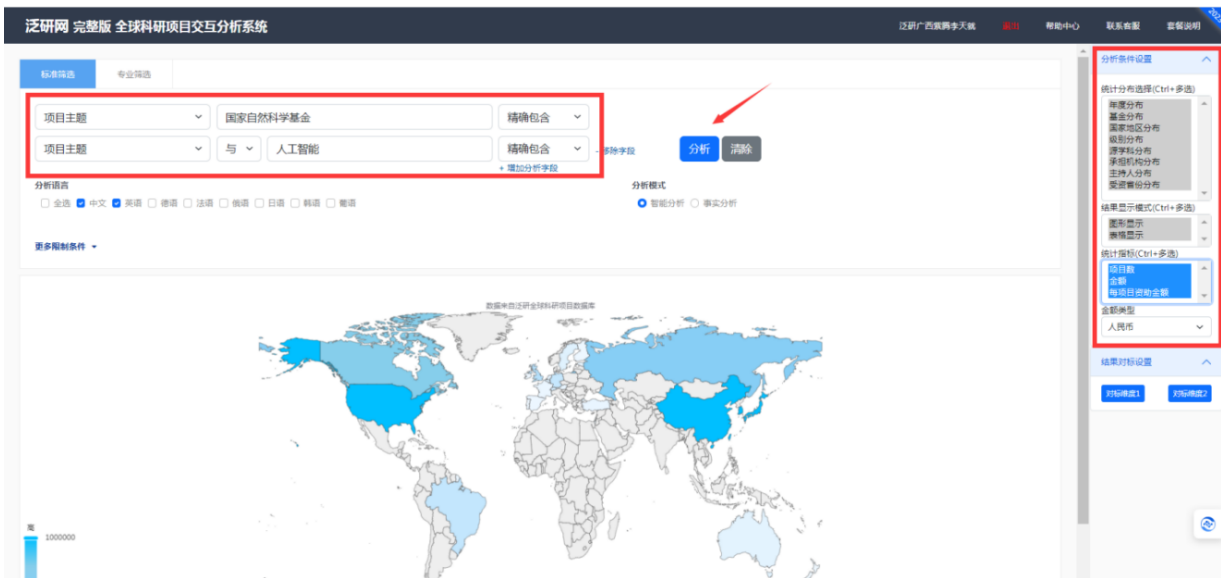 泛研网 完整版 全球科研项目交互分析系统
泛研广西紫腾李天就 退出 帮助中心 联系客服 套餐说明
标准筛选 专业筛选
项目主题 国家自然科学基金 精确包含
项目主题 与 人工智能 精确包含 - 移除字段 分析 清除
+ 增加分析字段
分析语言
全选 中文 英语 德语 法语 俄语 日语 韩语 葡语
分析模式
智能分析 事实分析
更多限制条件
数据来自泛研全球科研项目数据库
高
1000000
分析条件设置
统计分布选择(Ctrl+多选)
年度分布
基金分布
国家地区分布
级别分布
源学科分布
承担机构分布
主持人分布
受资省份分布
结果显示模式(Ctrl+多选)
图形显示
表格显示
统计指标(Ctrl+多选)
项目数
金额
每项目资助金额
金额类型
人民币
结果对标设置
对标维度1 对标维度2